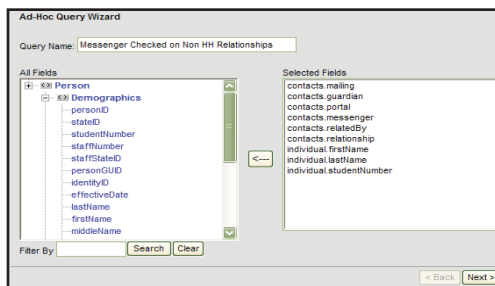 Ad-Hoc Query Wizard
Query Name: Messenger Checked on Non HH Relationships
All Fields
Person
Demographics
personID
stateID
studentNumber
staffNumber
staffStateID
personGUID
identityID
effectiveDate
lastName
firstName
middleName
Filter By Search Clear
<---
Selected Fields
contacts.mailing
contacts.guardian
contacts.portal
contacts.messenger
contacts.relatedBy
contacts.relationship
individual.firstName
individual.lastName
individual.studentNumber
< Back Next >